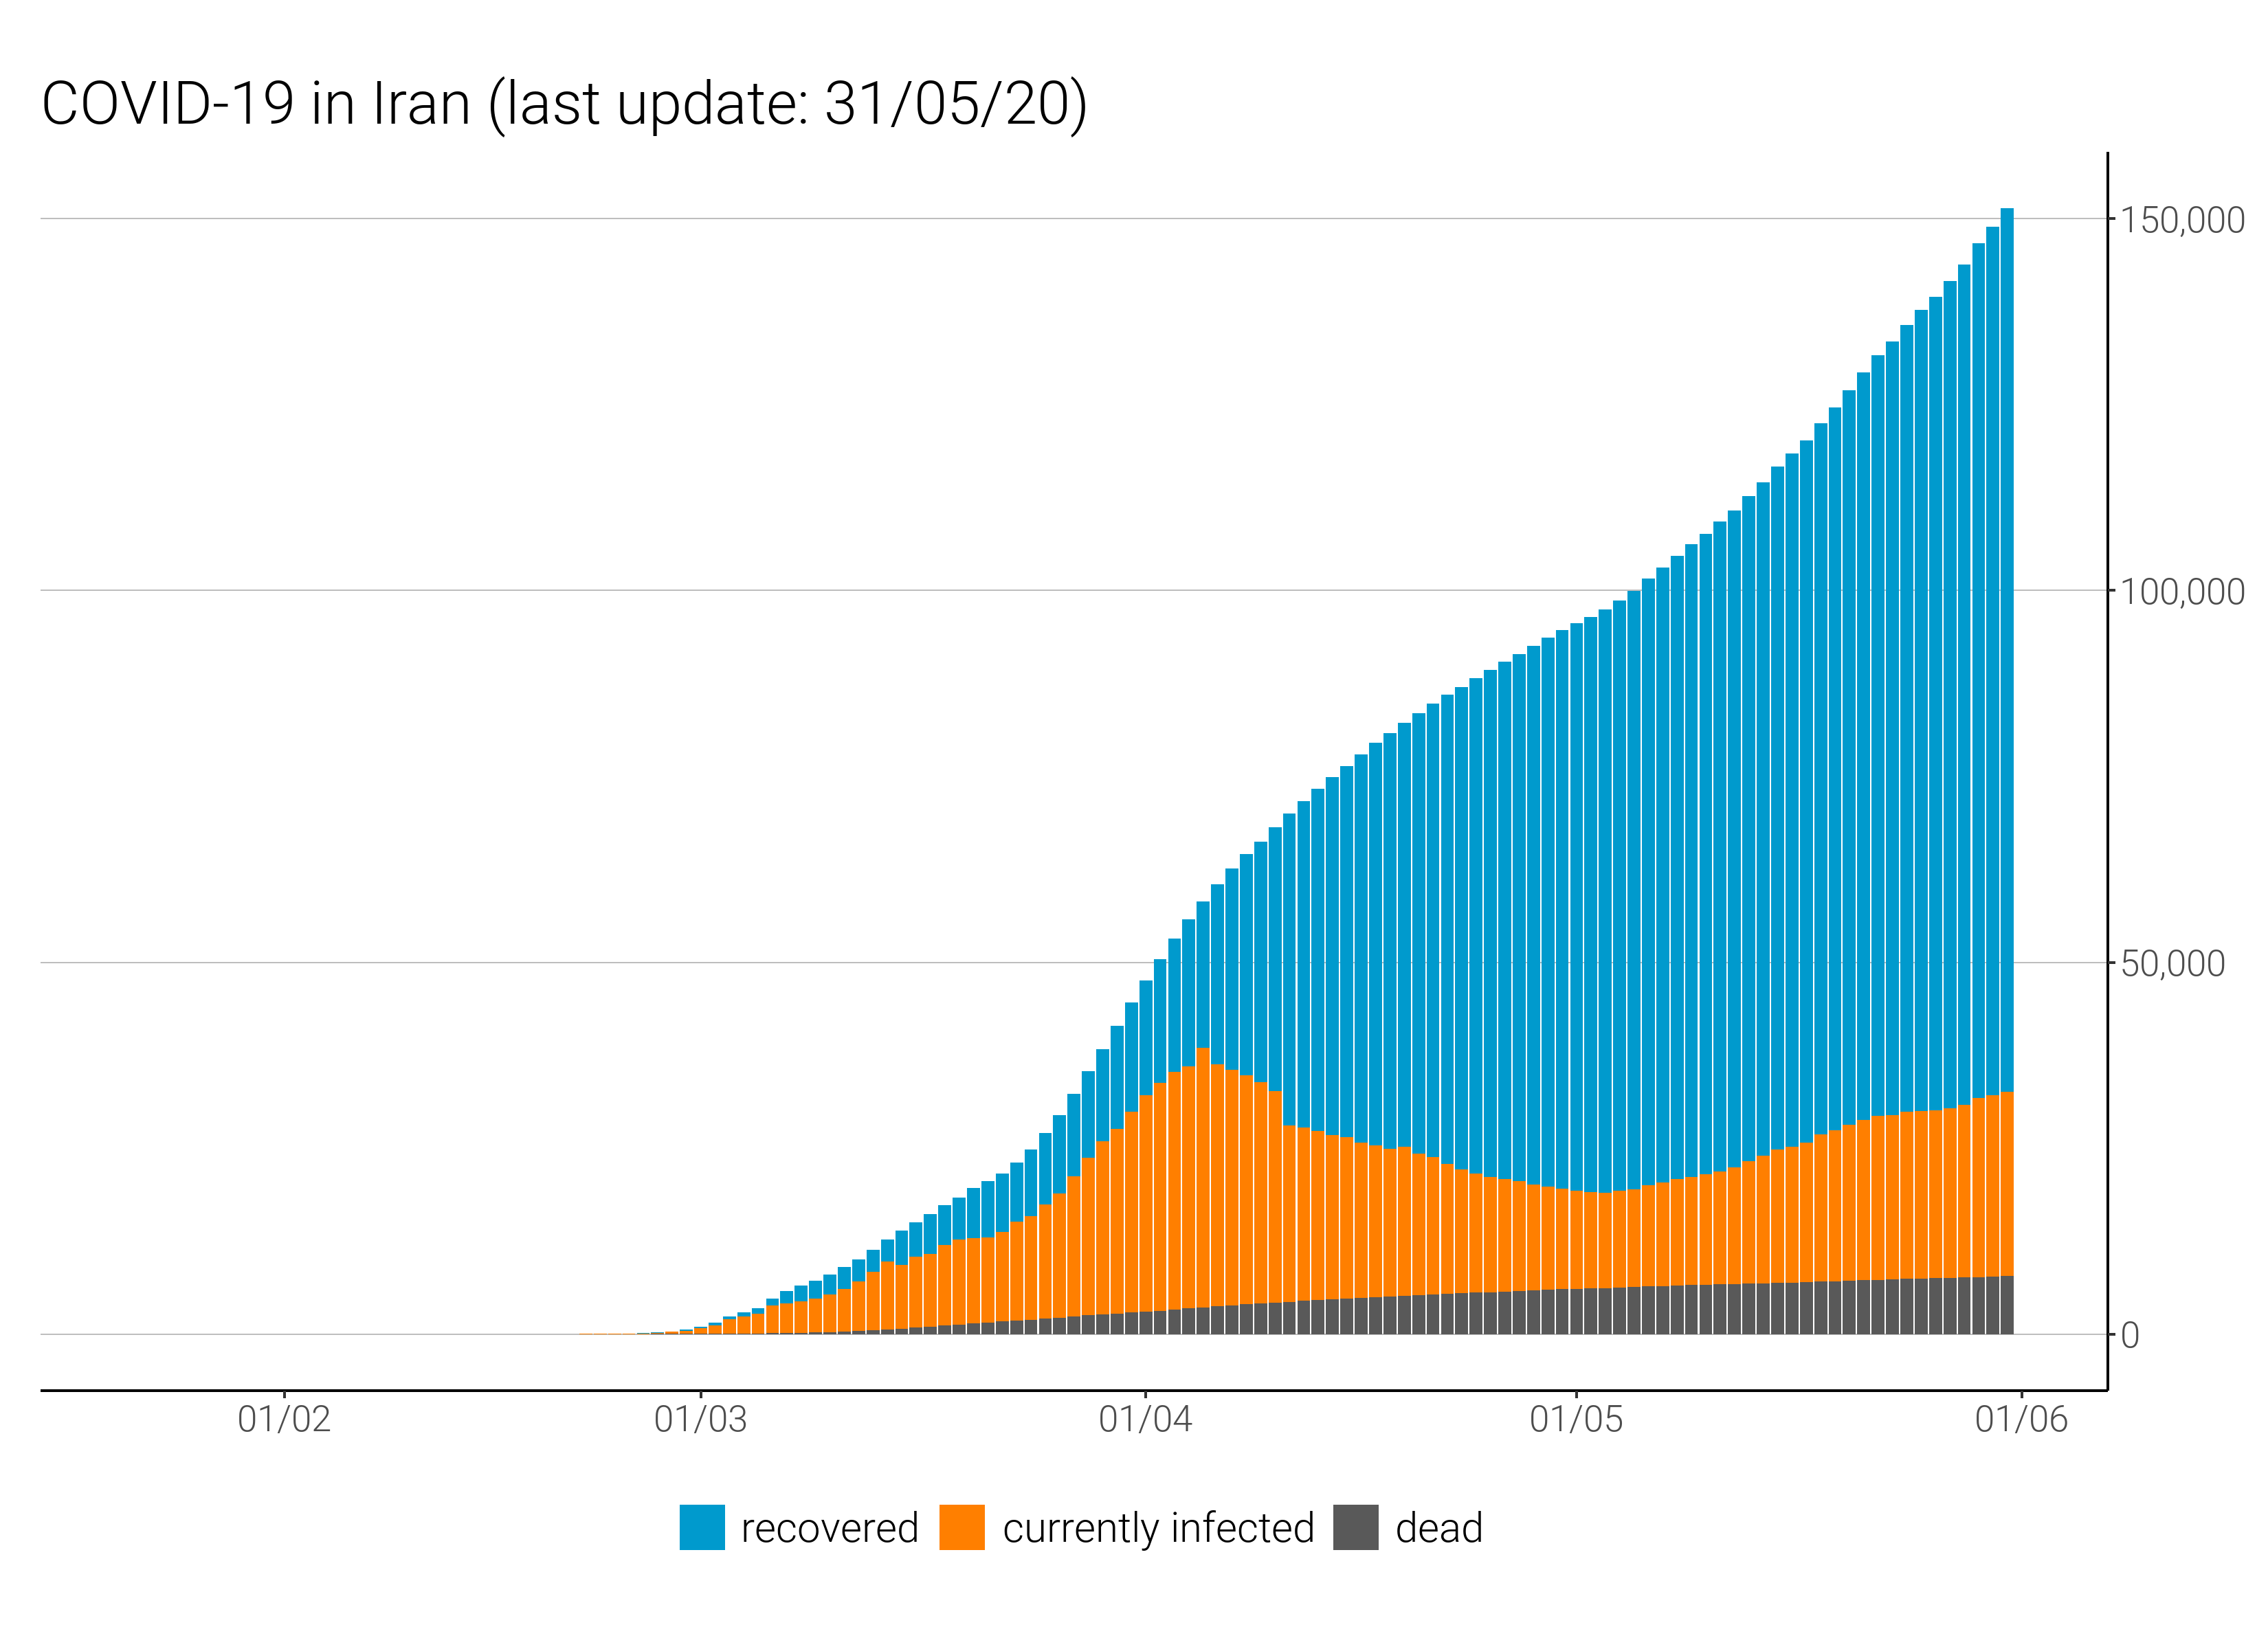 COVID-19 in Iran (last update: 31/05/20)
150,000
100,000
50,000
0
01/02 01/03 01/04 01/05 01/06
recovered currently infected dead